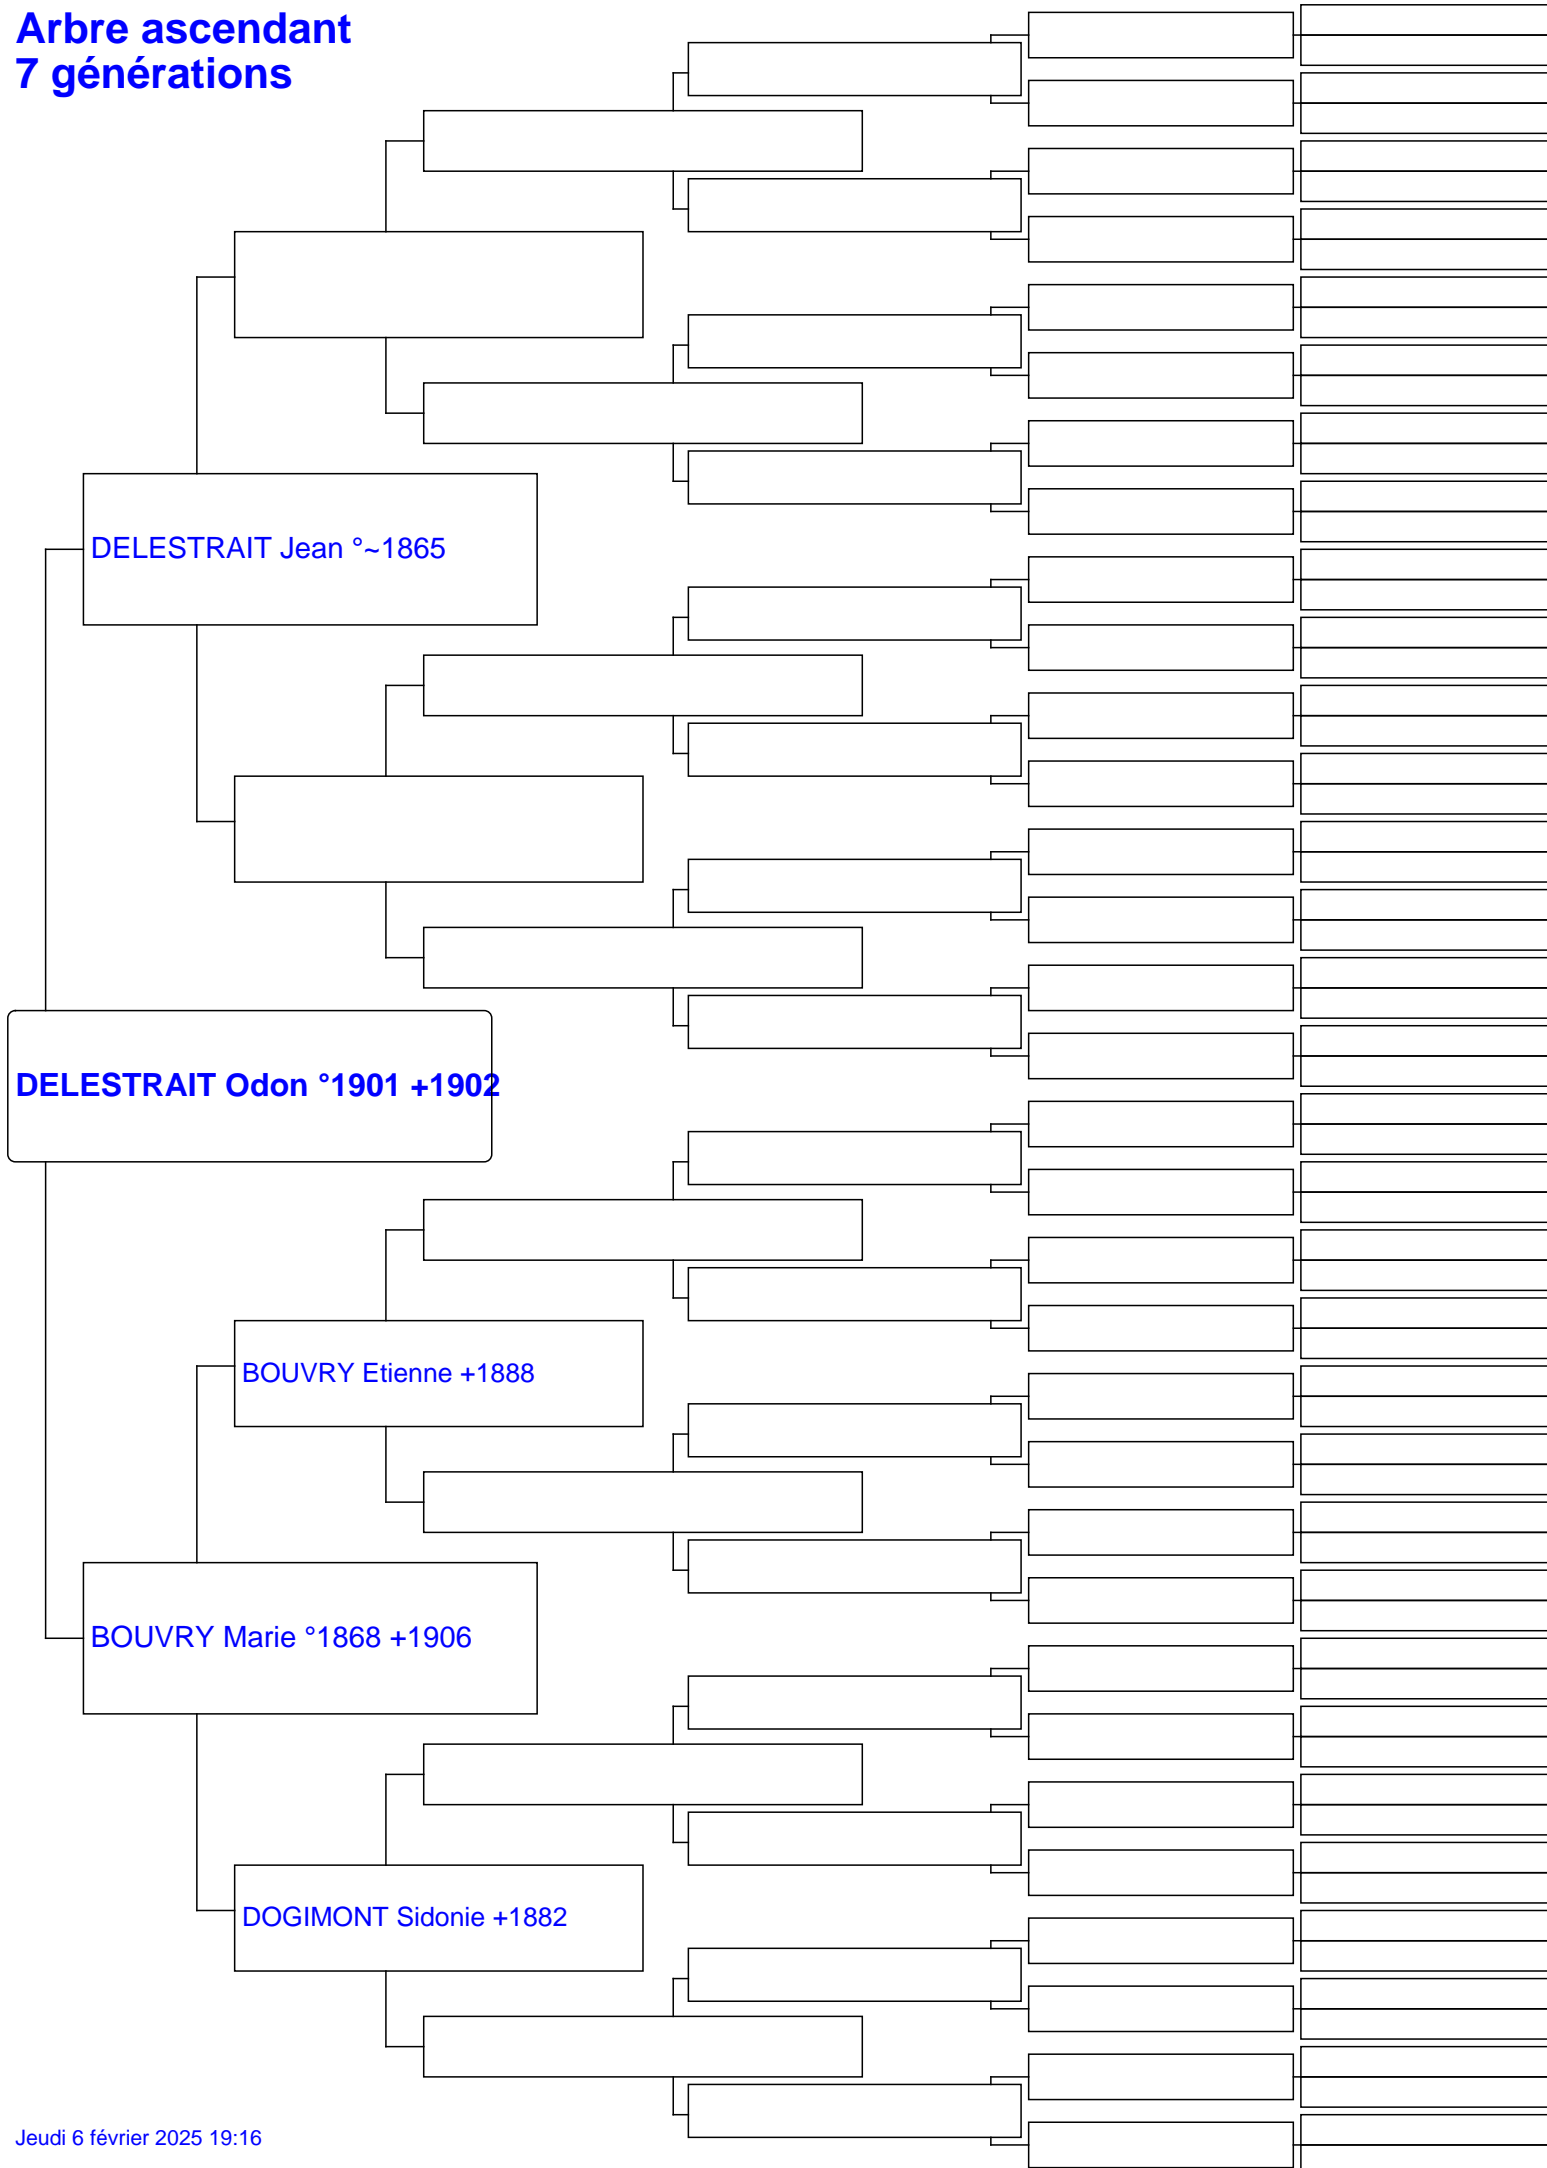 Arbre ascendant
7 générations
DELESTRAIT Jean °~1865
DELESTRAIT Odon °1901 +1902
BOUVRY Etienne +1888
BOUVRY Marie °1868 +1906
DOGIMONT Sidonie +1882
Jeudi 6 février 2025 19:16